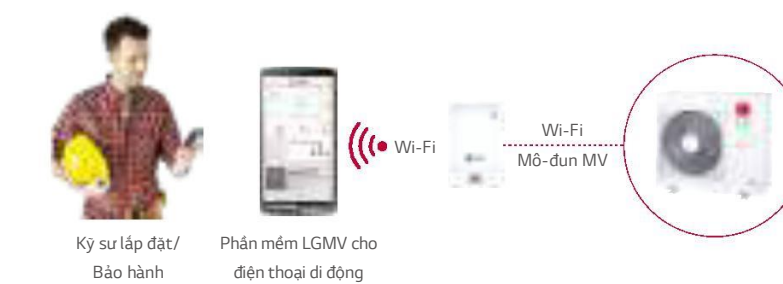 Wi-Fi
Wi-Fi
Mô-đun MV
Kỹ sư lắp đặt/
Bảo hành
Phần mềm LGMV cho
điện thoại di động